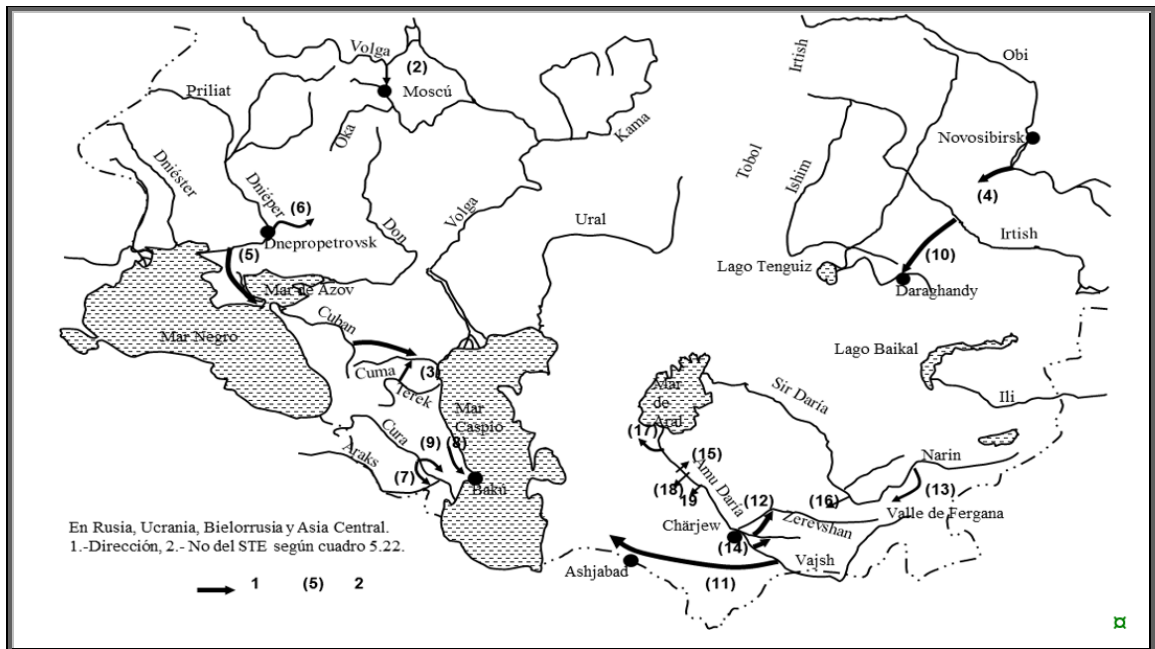 Volga
(2)
Moscú
Priliat
Oka
Kama
Dniéster
Dniéper
(6)
Dnepropetrovsk
(5)
Don
Volga
Ural
Mar de Azov
Mar Negro
Cuban
Cuma
(3)
Terek
Mar
Caspio
Cura
(9)
(8)
Araks
(7)
Bakú
Irtish
Obi
Novosibirsk
Tobol
Ishim
(4)
Irtish
(10)
Lago Tenguiz
Daraghandy
Lago Baikal
Ili
Mar
de
Aral
Sir Daría
(17)
(15)
Amu Daría
(18)
19
(12)
(16)
Narin
(13)
Valle de Fergana
Zerevshan
Chärjew
(14)
Vajsh
Ashjabad
(11)
En Rusia, Ucrania, Bielorrusia y Asia Central.
1.-Dirección, 2.- No del STE según cuadro 5.22.
1 (5) 2
¤